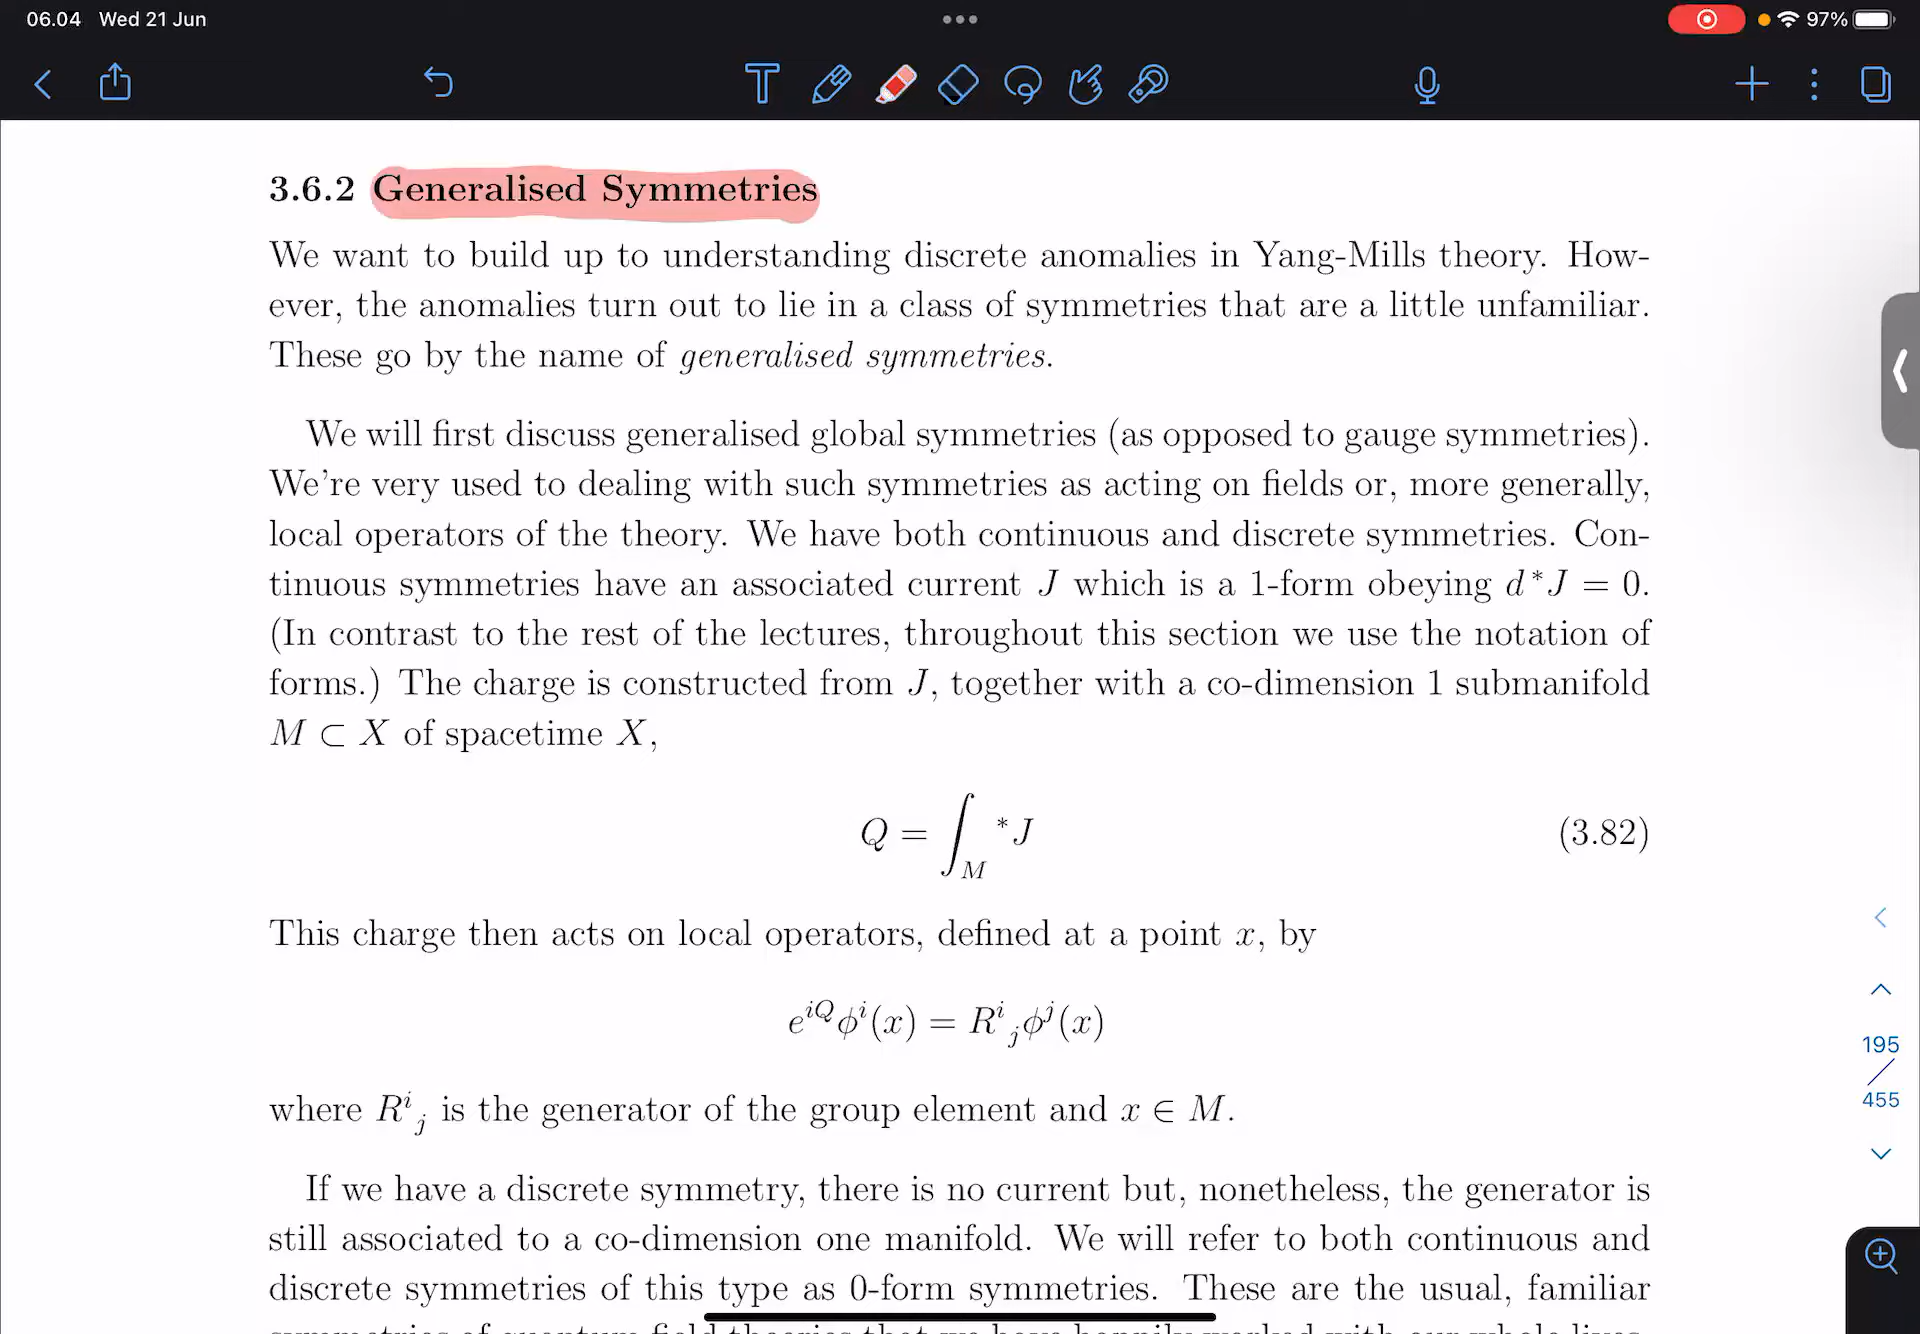 06.04 Wed 21 Jun
97%
3.6.2 Generalised Symmetries
We want to build up to understanding discrete anomalies in Yang-Mills theory. How-
ever, the anomalies turn out to lie in a class of symmetries that are a little unfamiliar.
These go by the name of generalised symmetries.
We will first discuss generalised global symmetries (as opposed to gauge symmetries).
We're very used to dealing with such symmetries as acting on fields or, more generally,
local operators of the theory. We have both continuous and discrete symmetries. Con-
tinuous symmetries have an associated current J which is a 1-form obeying d*J = 0.
(In contrast to the rest of the lectures, throughout this section we use the notation of
forms.) The charge is constructed from J, together with a co-dimension 1 submanifold
M ⊂ X of spacetime X,
Q = ∫_M *J (3.82)
This charge then acts on local operators, defined at a point x, by
e^{iQ}ϕ^i(x) = R^i_jϕ^j(x)
where R^i_j is the generator of the group element and x ∈ M.
195
455
If we have a discrete symmetry, there is no current but, nonetheless, the generator is
still associated to a co-dimension one manifold. We will refer to both continuous and
discrete symmetries of this type as 0-form symmetries. These are the usual, familiar